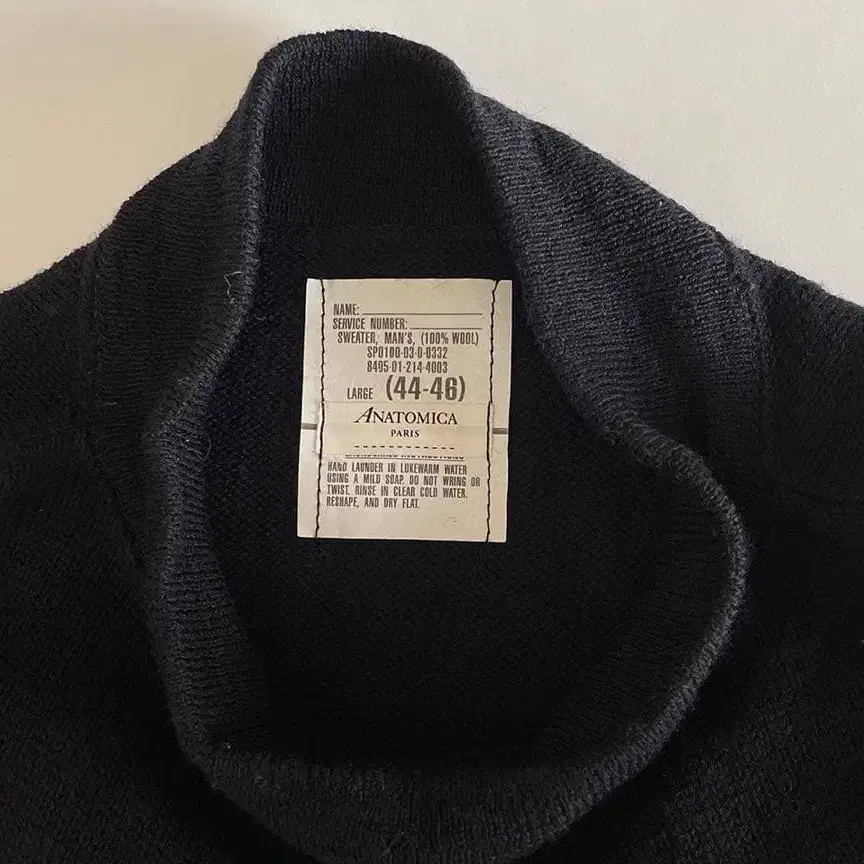 NAME:
SERVICE NUMBER:
SWEATER, MAN'S, (100% WOOL)
SPO100-03-0-0332
8405-01-214-4003
LARGE (44-46)
ANATOMICA
PARIS
HAND LAUNDER IN LUKEWARM WATER
USING A MILD SOAP. DO NOT WRING OR
TWIST. RINSE IN CLEAR COLD WATER.
RESHAPE, AND DRY FLAT.